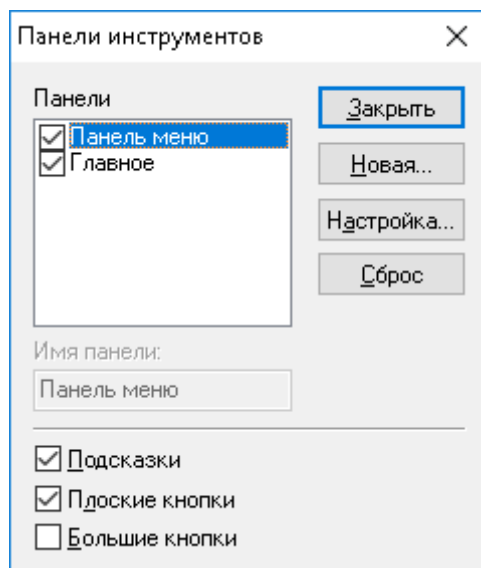 Панели инструментов
Панели
Панель меню
Главное
Закрыть
Новая...
Настройка...
Сброс
Имя панели:
Панель меню
Подсказки
Плоские кнопки
Большие кнопки